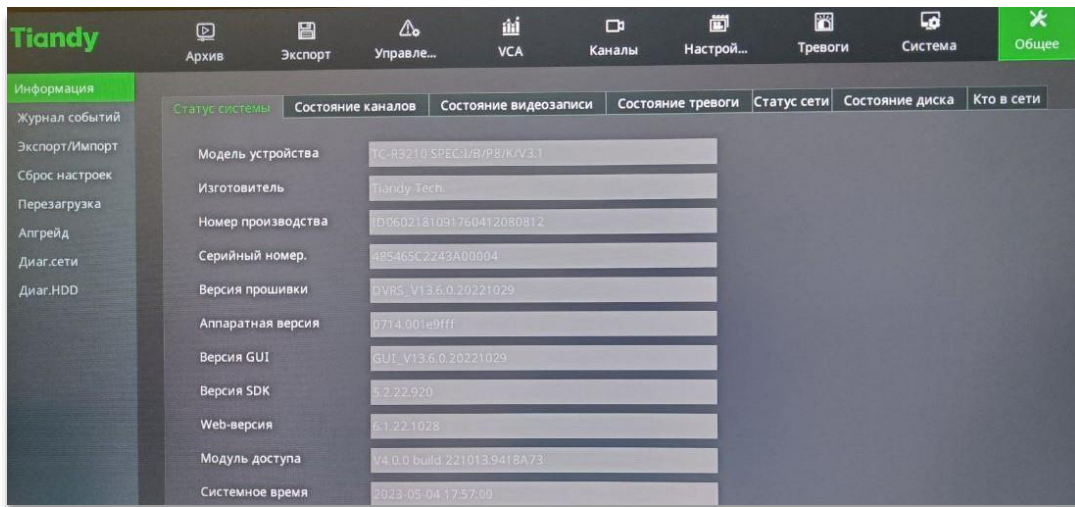 Tiandy
Архив
Экспорт
Управле...
VCA
Каналы
Настрой...
Тревоги
Система
Общее
Информация
Журнал событий
Экспорт/Импорт
Сброс настроек
Перезагрузка
Апгрейд
Диаг.сети
Диаг.HDD
Статус системы
Состояние каналов
Состояние видеозаписи
Состояние тревоги
Статус сети
Состояние диска
Кто в сети
Модель устройства TC-R3210 SPEC:I/B/P8/K/V3.1
Изготовитель Tiandy Tech.
Номер производства ID0602181091760412080812
Серийный номер. 485465C2243A00004
Версия прошивки DVRS_V13.6.0.20221029
Аппаратная версия 0714.001e9fff
Версия GUI GUI_V13.6.0.20221029
Версия SDK 5.2.22.920
Web-версия 6.1.22.1028
Модуль доступа V4.0.0 build 221013.9418A73
Системное время 2023-05-04 17:57:00